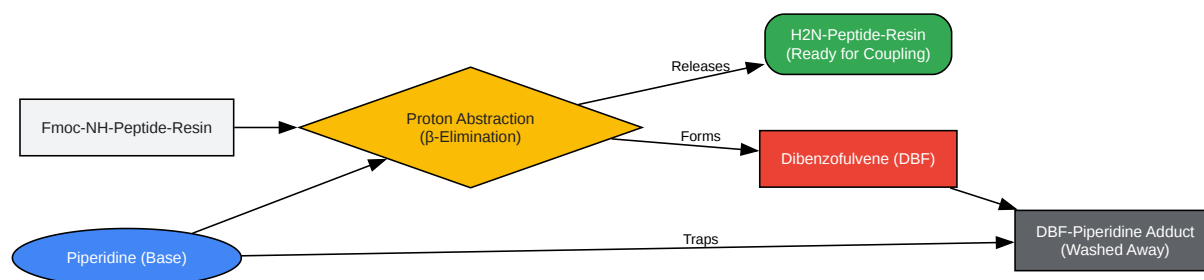 H2N-Peptide-Resin
(Ready for Coupling)
Releases
Fmoc-NH-Peptide-Resin
Proton Abstraction
(β-Elimination)
Forms
Dibenzofulvene (DBF)
Piperidine (Base)
Traps
DBF-Piperidine Adduct
(Washed Away)